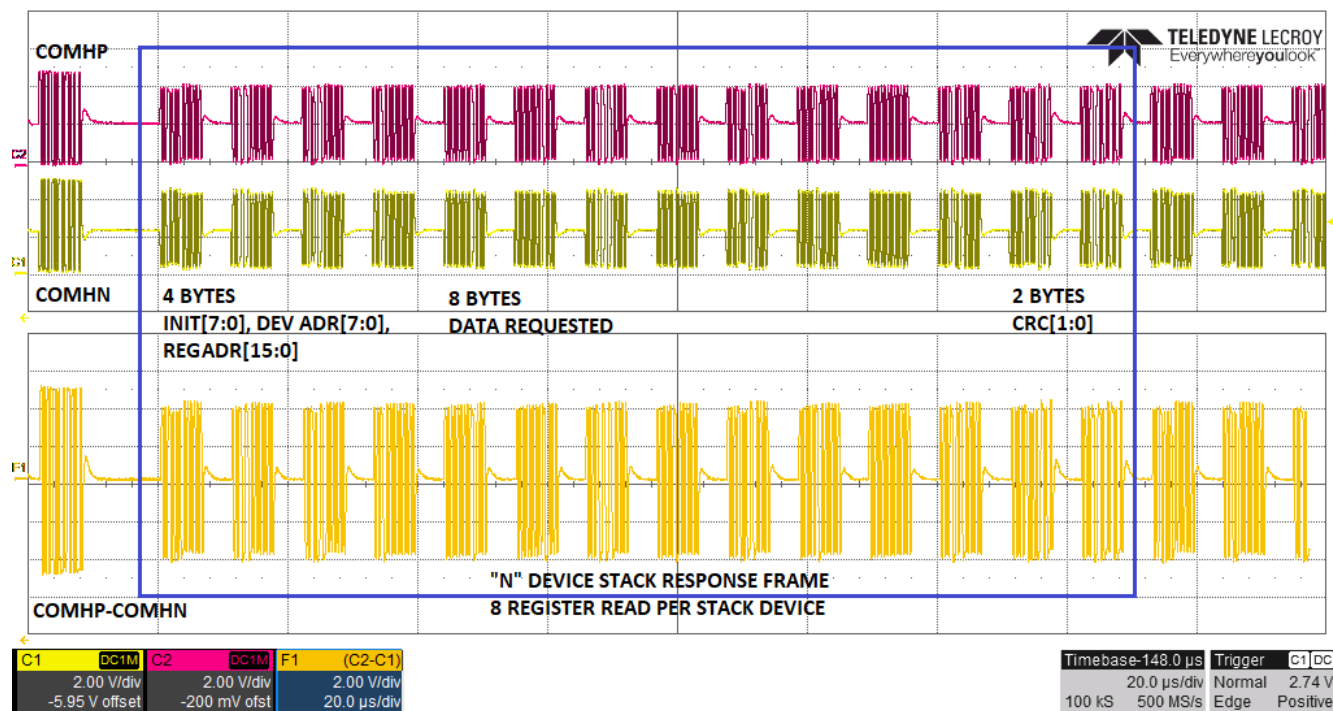 COMHP
TELEDYNE LECROY
Everywhereyoulook™
C2
C1
COMHN
4 BYTES
INIT[7:0], DEV ADR[7:0],
REGADR[15:0]
8 BYTES
DATA REQUESTED
2 BYTES
CRC[1:0]
F1
"N" DEVICE STACK RESPONSE FRAME
8 REGISTER READ PER STACK DEVICE
COMHP-COMHN
C1 DC1M
2.00 V/div
-5.95 V offset
C2 DC1M
2.00 V/div
-200 mV ofst
F1 (C2-C1)
2.00 V/div
20.0 µs/div
Timebase -148.0 µs
20.0 µs/div
100 kS 500 MS/s
Trigger C1 DC
Normal 2.74 V
Edge Positive